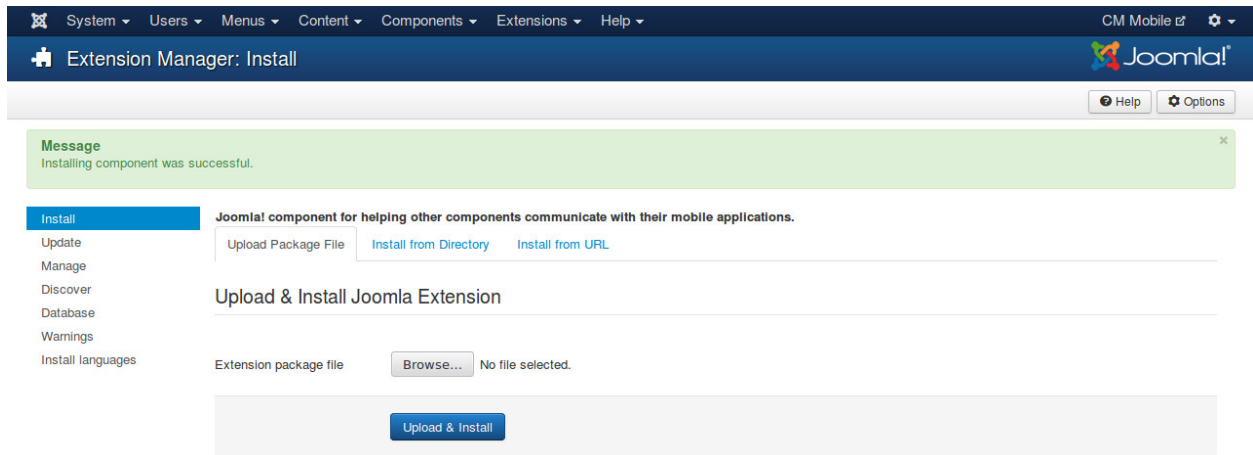 System Users Menus Content Components Extensions Help CM Mobile
Extension Manager: Install Joomla!
Help Options
Message
Installing component was successful.
Install
Update
Manage
Discover
Database
Warnings
Install languages
Joomla! component for helping other components communicate with their mobile applications.
Upload Package File Install from Directory Install from URL
Upload & Install Joomla Extension
Extension package file Browse... No file selected.
Upload & Install